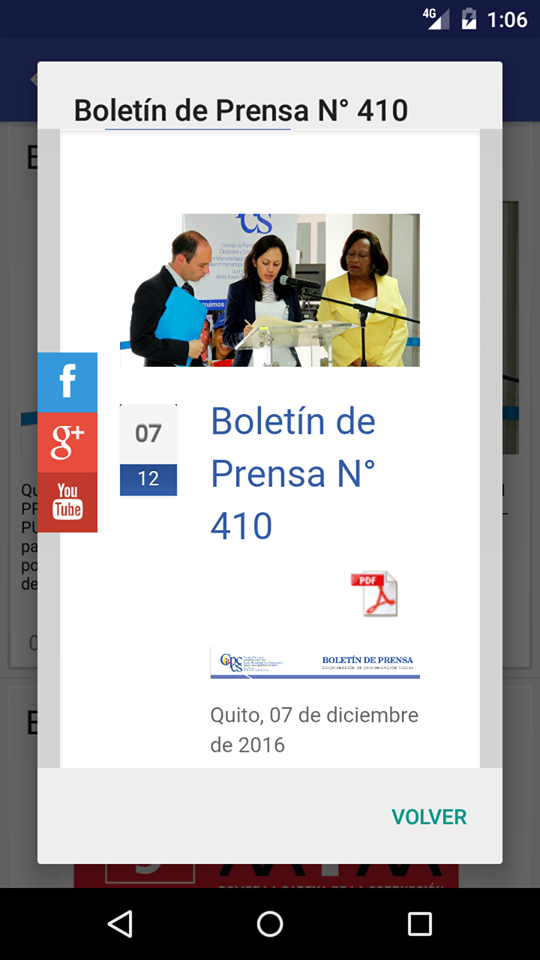 4G 1:06
Boletín de Prensa N° 410
CS
f
g+
You
Tube
07
12
Boletín de
Prensa N°
410
PDF
BOLETÍN DE PRENSA
Quito, 07 de diciembre
de 2016
VOLVER